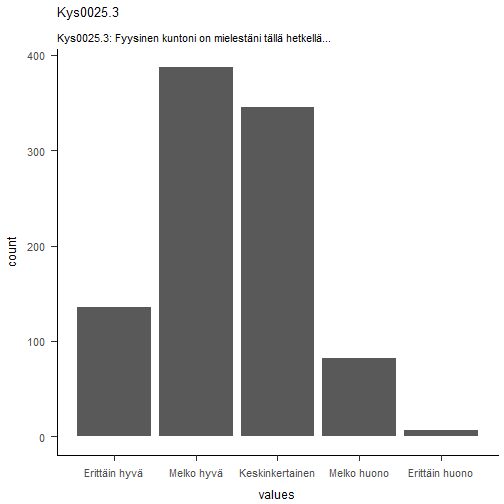 Kys0025.3
Kys0025.3: Fyysinen kuntoni on mielestäni tällä hetkellä...
400
300
200
100
0
count
Erittäin hyvä Melko hyvä Keskinkertainen Melko huono Erittäin huono
values